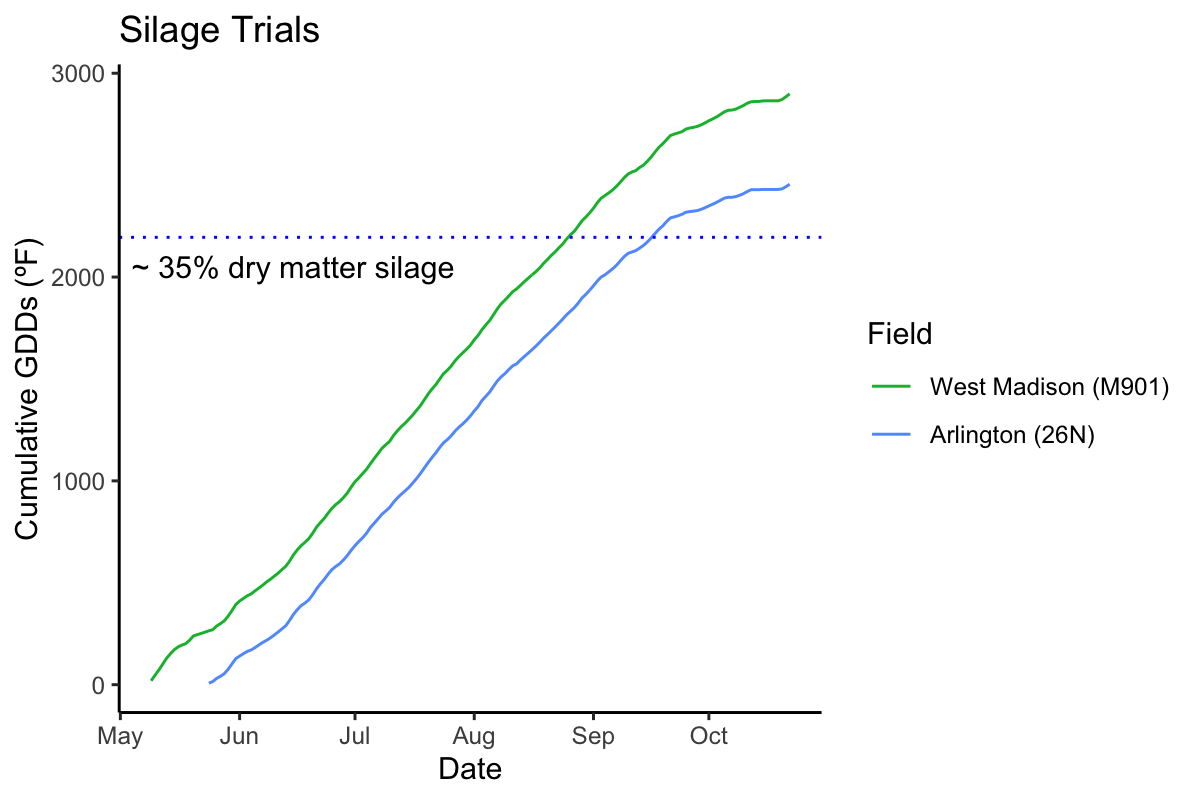 Silage Trials
3000
2000
1000
0
Cumulative GDDs (ºF)
~ 35% dry matter silage
May Jun Jul Aug Sep Oct
Date
Field
West Madison (M901)
Arlington (26N)